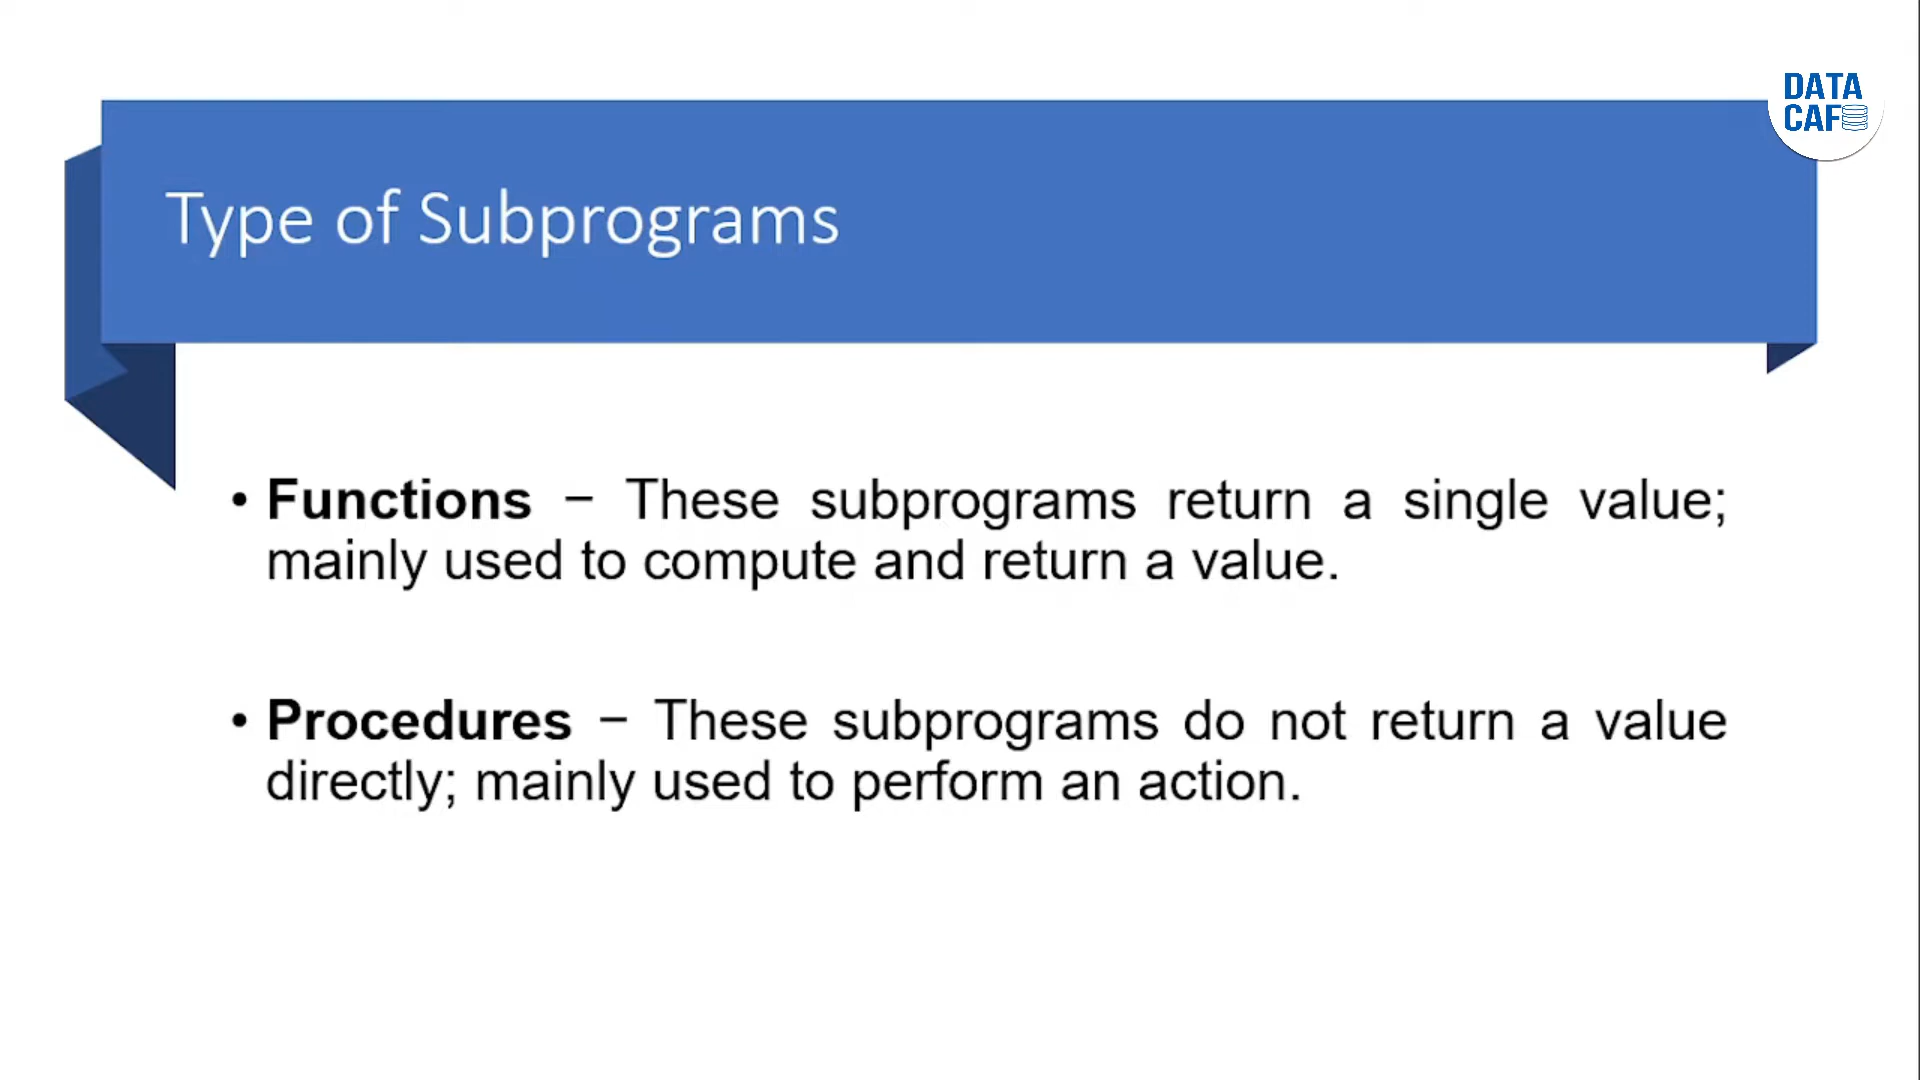 DATA
CAF
Type of Subprograms
• Functions – These subprograms return a single value;
mainly used to compute and return a value.
• Procedures – These subprograms do not return a value
directly; mainly used to perform an action.